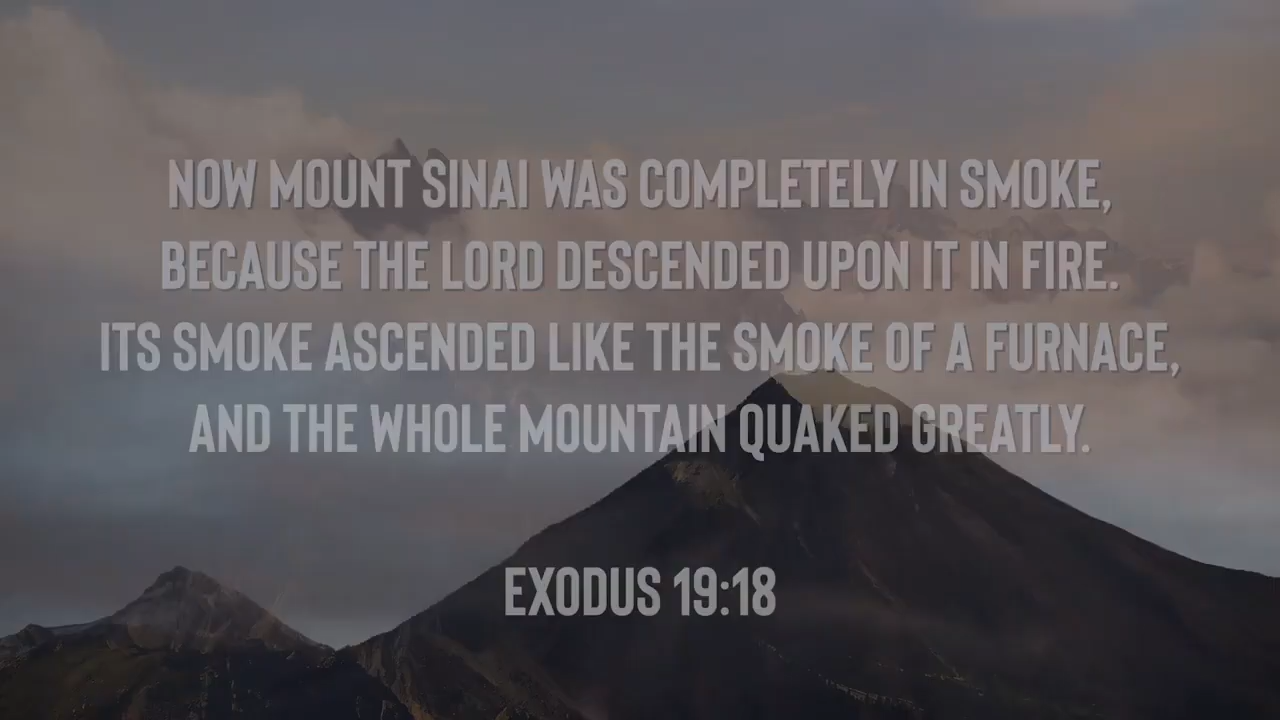 NOW MOUNT SINAI WAS COMPLETELY IN SMOKE,
BECAUSE THE LORD DESCENDED UPON IT IN FIRE.
ITS SMOKE ASCENDED LIKE THE SMOKE OF A FURNACE,
AND THE WHOLE MOUNTAIN QUAKED GREATLY.
EXODUS 19:18